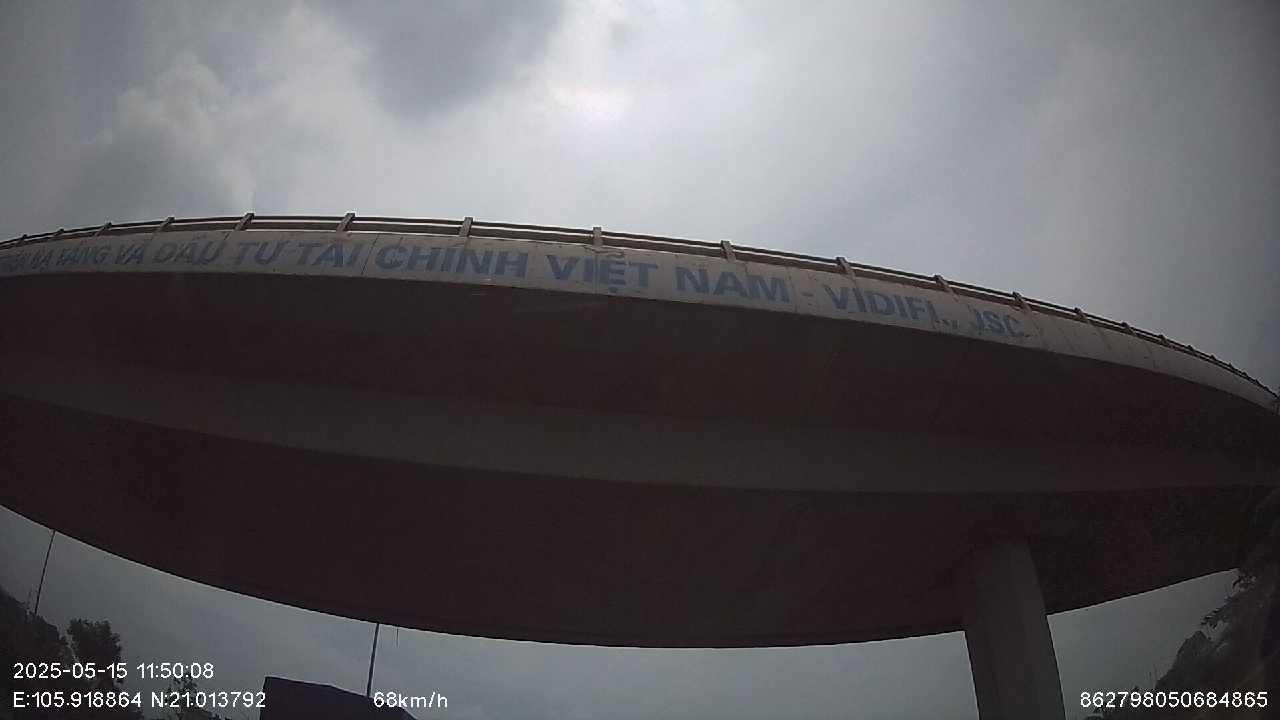 VÀ ĐẦU TƯ TÀI CHÍNH VIỆT NAM - VIDIFI., JSC
2025-05-15 11:50:08
E:105.918864 N:21.013792 68km/h 862798050684865